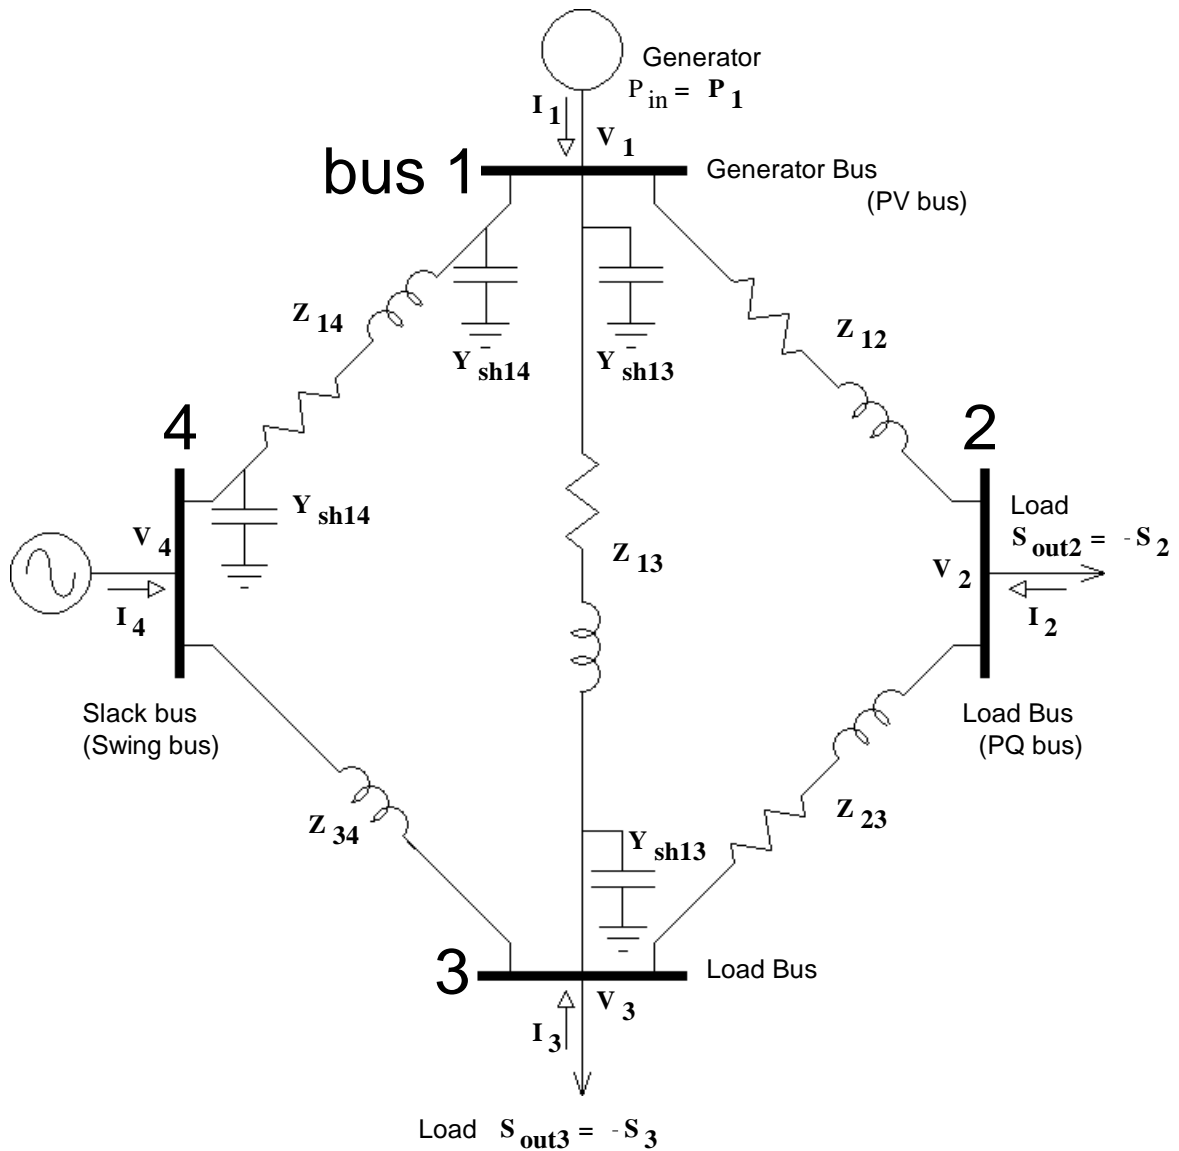 Generator
P in = P 1
I 1
V 1
bus 1
Generator Bus
(PV bus)
Z 14
Y sh14
Y sh13
Z 12
4
2
Y sh14
V 4
I 4
Z 13
Load
S out2 = -S 2
V 2
I 2
Slack bus
(Swing bus)
Load Bus
(PQ bus)
Z 34
Z 23
Y sh13
3
Load Bus
V 3
I 3
Load S out3 = -S 3